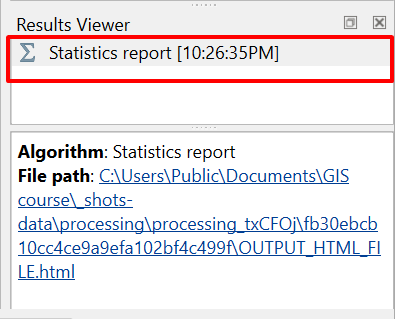 Results Viewer
Σ Statistics report [10:26:35PM]
Algorithm: Statistics report
File path: C:\Users\Public\Documents\GIS
course\_shots-
data\processing\processing_txCFOj\fb30ebcb
10cc4ce9a9efa102bf4c499f\OUTPUT_HTML_FI
LE.html